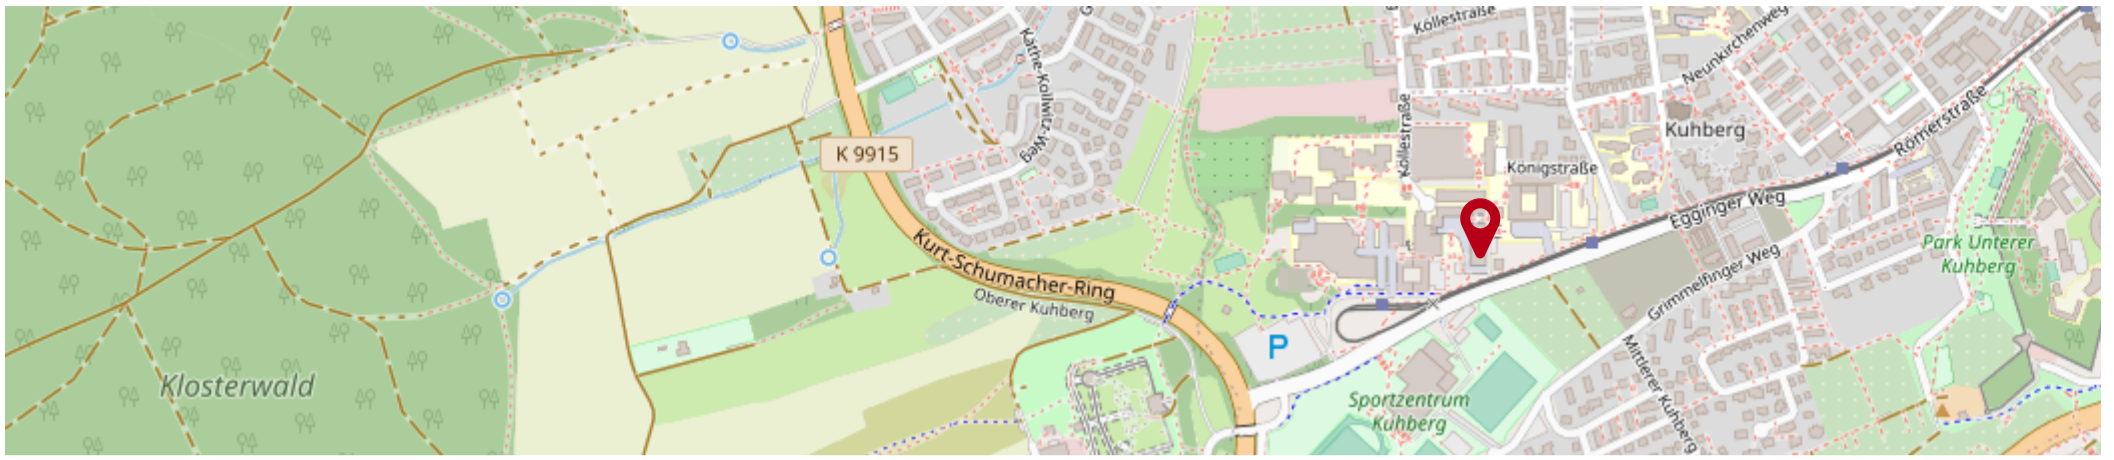 G
Köllestraße
Käthe-Kollwitz-Weg
Neunkirchenweg
K 9915
Köllestraße
Kuhberg
Römerstraße
Königstraße
Egginger Weg
Kurt-Schumacher-Ring
Oberer Kuhberg
Grimmelfinger Weg
Park Unterer
Kuhberg
P
Mittlerer Kuhberg
Klosterwald
Sportzentrum
Kuhberg